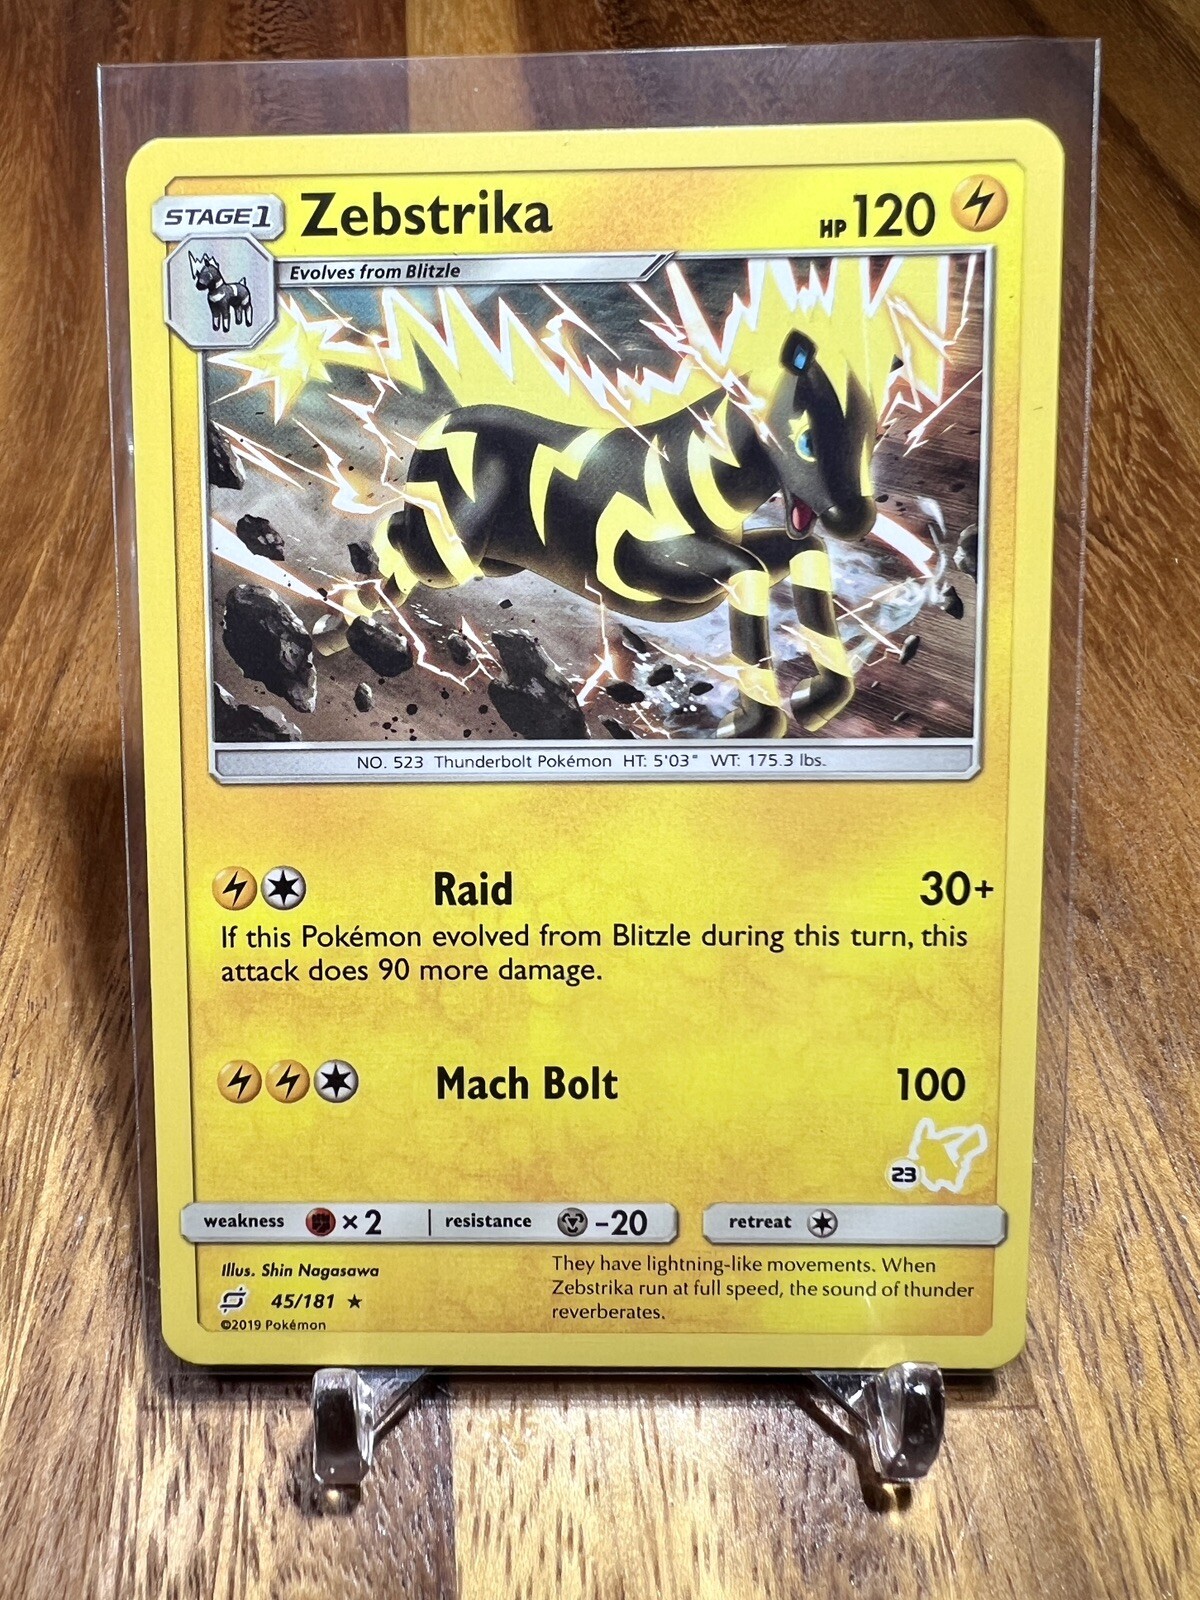 STAGE 1
Zebstrika
HP 120
Evolves from Blitzle
NO. 523 Thunderbolt Pokémon HT: 5'03" WT: 175.3 lbs.
Raid 30+
If this Pokémon evolved from Blitzle during this turn, this
attack does 90 more damage.
Mach Bolt 100
23
weakness × 2 resistance -20 retreat
Illus. Shin Nagasawa
45/181 ★
©2019 Pokémon
They have lightning-like movements. When
Zebstrika run at full speed, the sound of thunder
reverberates.